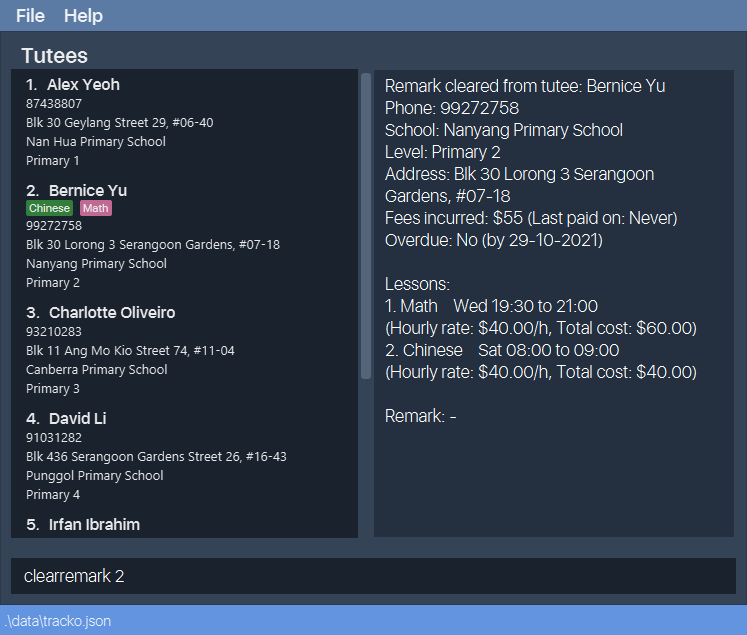 File Help
Tutees
1. Alex Yeoh
87438807
Blk 30 Geylang Street 29, #06-40
Nan Hua Primary School
Primary 1
2. Bernice Yu
Chinese Math
99272758
Blk 30 Lorong 3 Serangoon Gardens, #07-18
Nanyang Primary School
Primary 2
3. Charlotte Oliveiro
93210283
Blk 11 Ang Mo Kio Street 74, #11-04
Canberra Primary School
Primary 3
4. David Li
91031282
Blk 436 Serangoon Gardens Street 26, #16-43
Punggol Primary School
Primary 4
5. Irfan Ibrahim
Remark cleared from tutee: Bernice Yu
Phone: 99272758
School: Nanyang Primary School
Level: Primary 2
Address: Blk 30 Lorong 3 Serangoon
Gardens, #07-18
Fees incurred: $55 (Last paid on: Never)
Overdue: No (by 29-10-2021)
Lessons:
1. Math Wed 19:30 to 21:00
(Hourly rate: $40.00/h, Total cost: $60.00)
2. Chinese Sat 08:00 to 09:00
(Hourly rate: $40.00/h, Total cost: $40.00)
Remark: -
clearremark 2
.\data\tracko.json